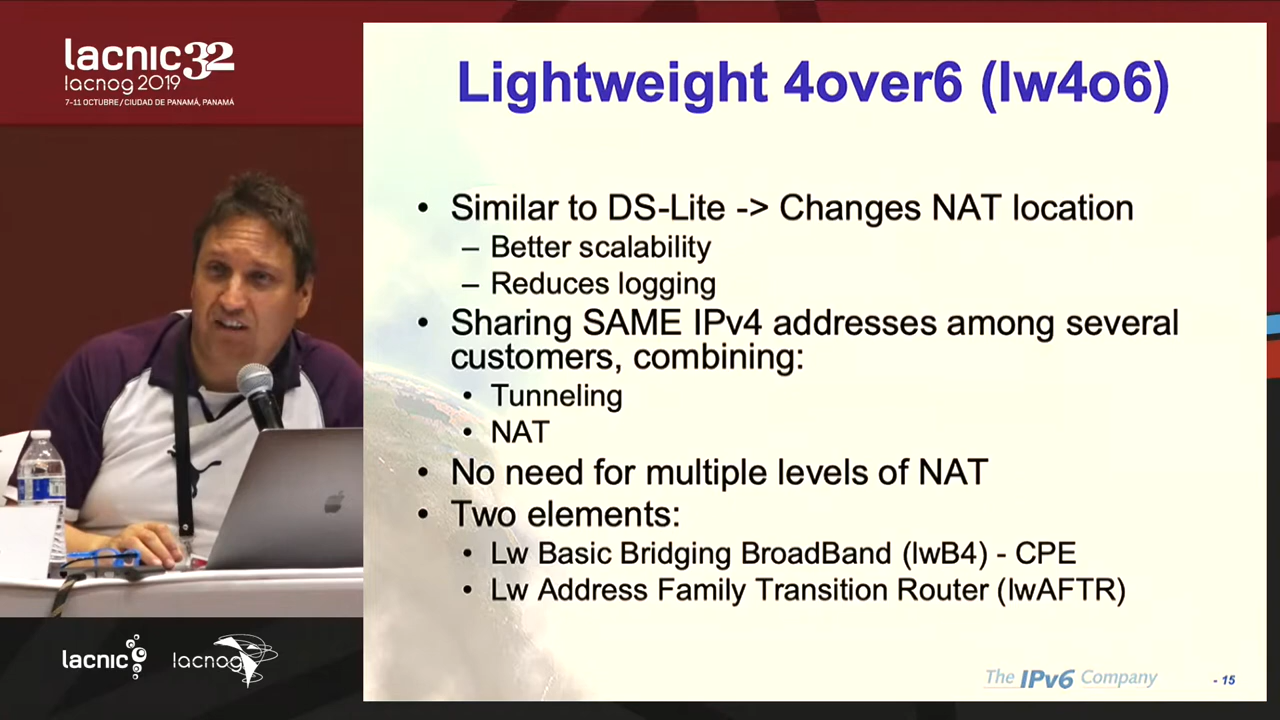 lacnic32
lacnog 2019
7-11 OCTUBRE / CIUDAD DE PANAMÁ, PANAMÁ
Lightweight 4over6 (lw4o6)
• Similar to DS-Lite -> Changes NAT location
– Better scalability
– Reduces logging
• Sharing SAME IPv4 addresses among several
customers, combining:
• Tunneling
• NAT
• No need for multiple levels of NAT
• Two elements:
• Lw Basic Bridging BroadBand (lwB4) - CPE
• Lw Address Family Transition Router (lwAFTR)
lacnic
lacnog
The IPv6 Company
- 15